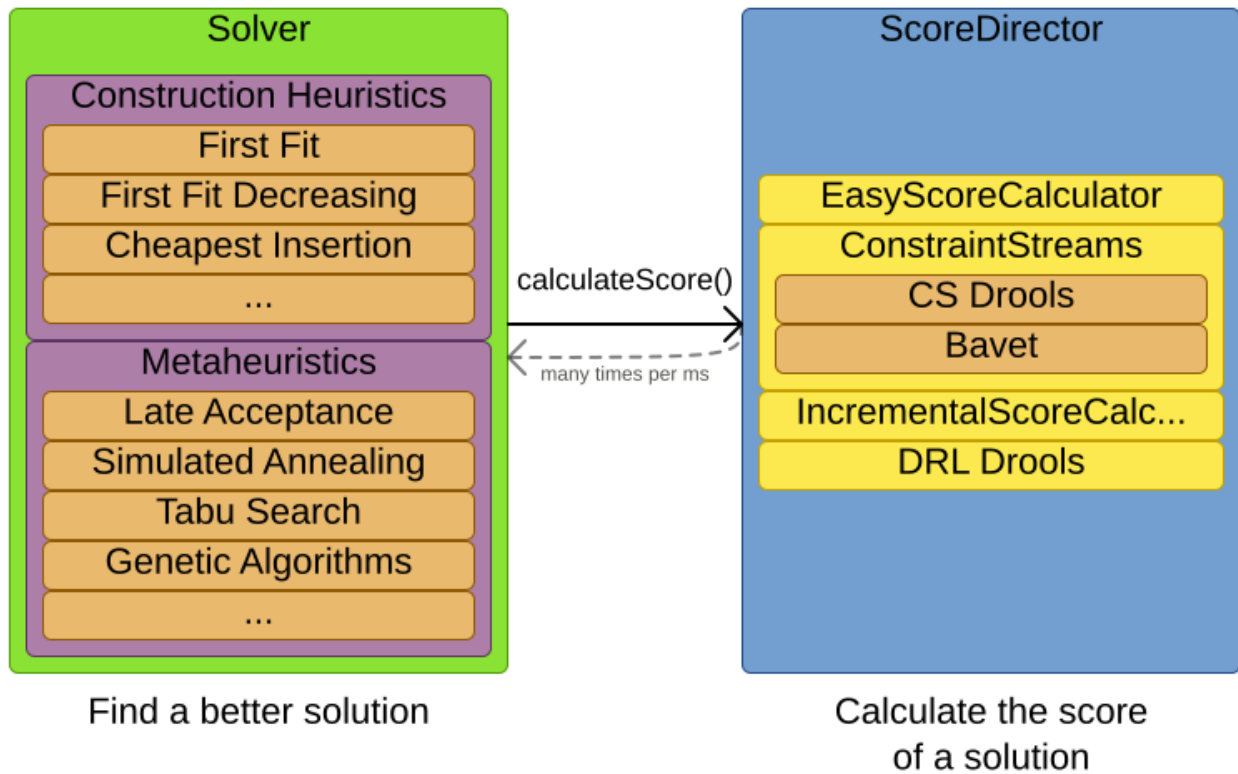 Solver
Construction Heuristics
First Fit
First Fit Decreasing
Cheapest Insertion
...
Metaheuristics
Late Acceptance
Simulated Annealing
Tabu Search
Genetic Algorithms
...
Find a better solution
calculateScore()
many times per ms
ScoreDirector
EasyScoreCalculator
ConstraintStreams
CS Drools
Bavet
IncrementalScoreCalc...
DRL Drools
Calculate the score
of a solution